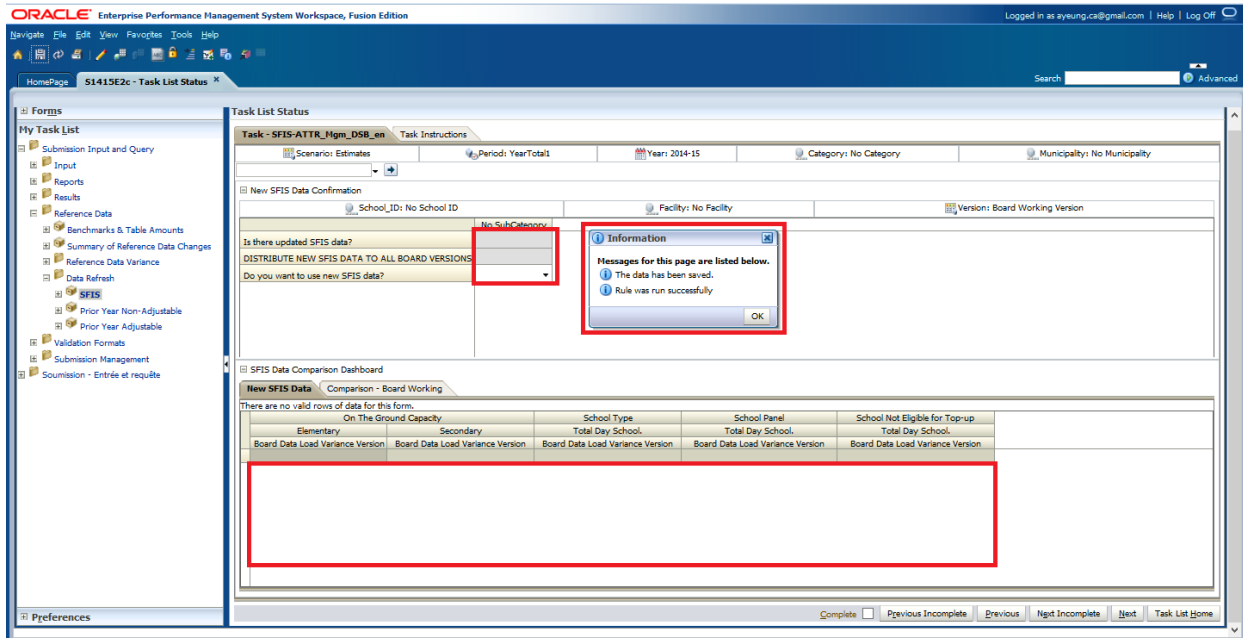 ORACLE Enterprise Performance Management System Workspace, Fusion Edition
Logged in as ayeung.ca@gmail.com | Help | Log Off
Navigate File Edit View Favorites Tools Help
HomePage S1415E2c - Task List Status ×
Search Advanced
Forms
My Task List
Submission Input and Query
Input
Reports
Results
Reference Data
Benchmarks & Table Amounts
Summary of Reference Data Changes
Reference Data Variance
Data Refresh
SFIS
Prior Year Non-Adjustable
Prior Year Adjustable
Validation Formats
Submission Management
Soumission - Entrée et requête
Preferences
Task List Status
Task - SFIS-ATTR_Mgm_DSB_en Task Instructions
Scenario: Estimates Period: YearTotal1 Year: 2014-15 Category: No Category Municipality: No Municipality
New SFIS Data Confirmation
School_ID: No School ID Facility: No Facility Version: Board Working Version
No SubCategory
Is there updated SFIS data?
DISTRIBUTE NEW SFIS DATA TO ALL BOARD VERSIONS
Do you want to use new SFIS data?
Information
Messages for this page are listed below.
The data has been saved.
Rule was run successfully
OK
SFIS Data Comparison Dashboard
New SFIS Data Comparison - Board Working
There are no valid rows of data for this form.
On The Ground Capacity School Type School Panel School Not Eligible for Top-up
Elementary Secondary Total Day School. Total Day School. Total Day School.
Board Data Load Variance Version Board Data Load Variance Version Board Data Load Variance Version Board Data Load Variance Version Board Data Load Variance Version
Complete Previous Incomplete Previous Next Incomplete Next Task List Home